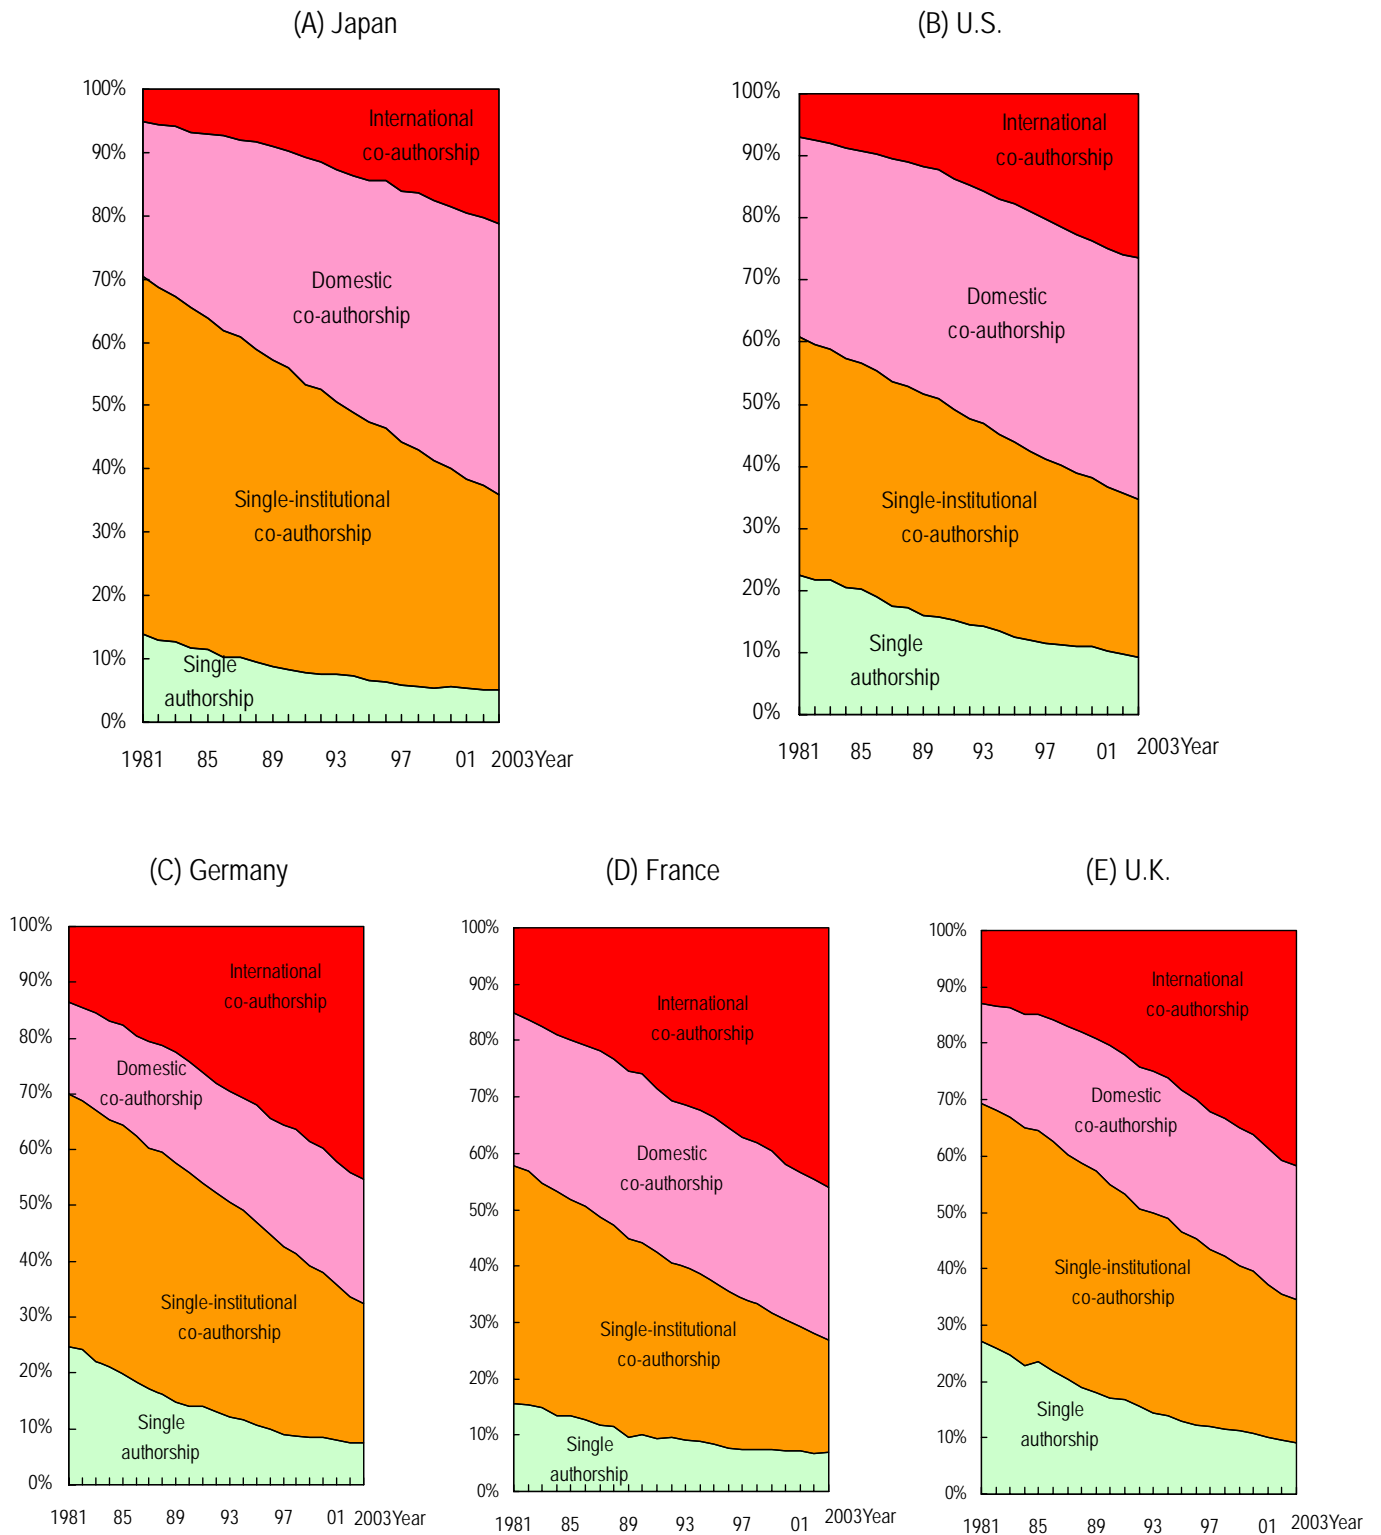 (A) Japan
100%
90%
80%
70%
60%
50%
40%
30%
20%
10%
0%
International
co-authorship
Domestic
co-authorship
Single-institutional
co-authorship
Single
authorship
1981 85 89 93 97 01 2003Year
(B) U.S.
100%
90%
80%
70%
60%
50%
40%
30%
20%
10%
0%
International
co-authorship
Domestic
co-authorship
Single-institutional
co-authorship
Single
authorship
1981 85 89 93 97 01 2003Year
(C) Germany
100%
90%
80%
70%
60%
50%
40%
30%
20%
10%
0%
International
co-authorship
Domestic
co-authorship
Single-institutional
co-authorship
Single
authorship
1981 85 89 93 97 01 2003Year
(D) France
100%
90%
80%
70%
60%
50%
40%
30%
20%
10%
0%
International
co-authorship
Domestic
co-authorship
Single-institutional
co-authorship
Single
authorship
1981 85 89 93 97 01 2003Year
(E) U.K.
100%
90%
80%
70%
60%
50%
40%
30%
20%
10%
0%
International
co-authorship
Domestic
co-authorship
Single-institutional
co-authorship
Single
authorship
1981 85 89 93 97 01 2003Year